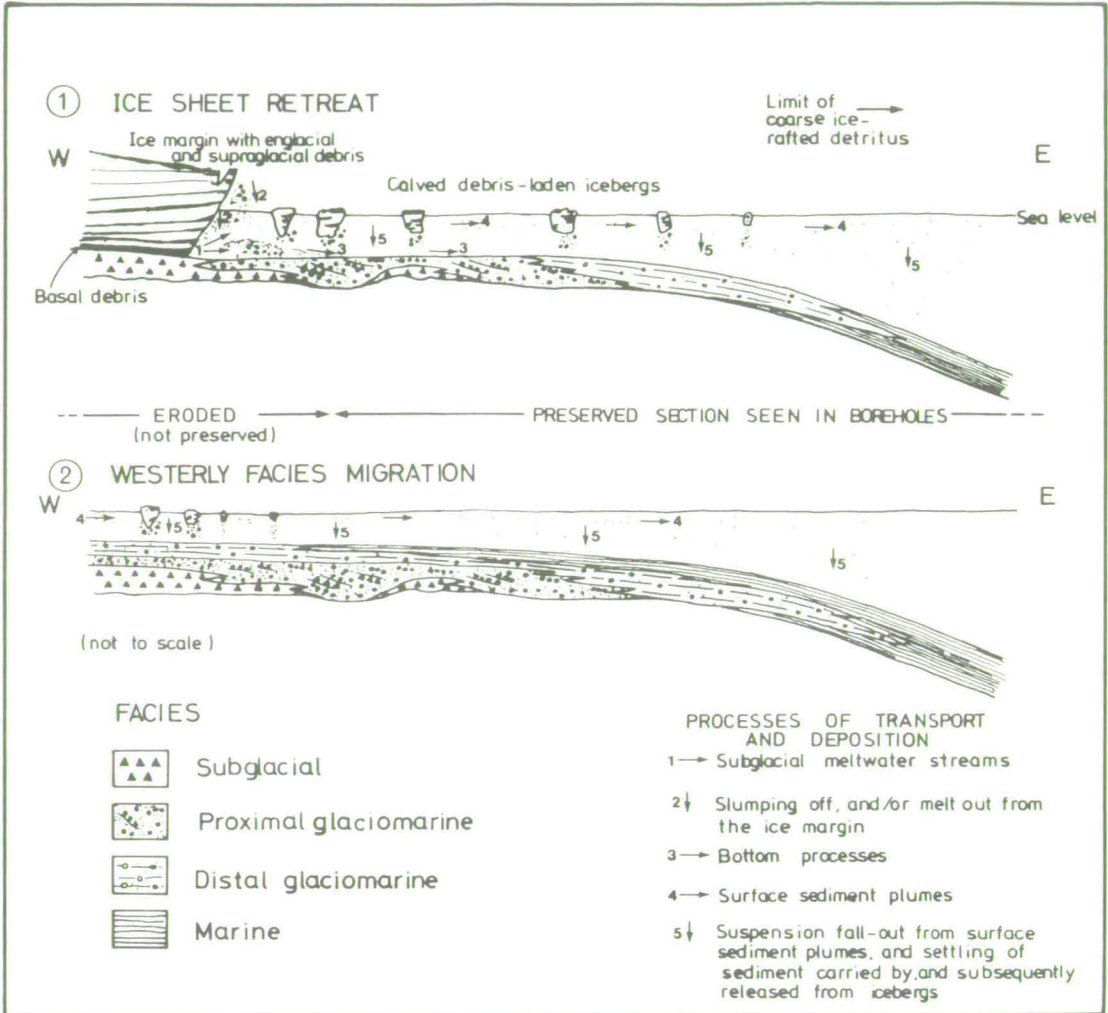 ① ICE SHEET RETREAT
Limit of
coarse ice-
rafted detritus
Ice margin with englacial
and supraglacial debris
W
E
Calved debris-laden icebergs
2
2
4
4
Sea level
1
3
3
5
5
5
Basal debris
ERODED
(not preserved)
PRESERVED SECTION SEEN IN BOREHOLES
② WESTERLY FACIES MIGRATION
W
E
4
5
5
4
5
5
(not to scale)
FACIES
Subglacial
Proximal glaciomarine
Distal glaciomarine
Marine
PROCESSES OF TRANSPORT
AND DEPOSITION
1 → Subglacial meltwater streams
2 ↓ Slumping off, and/or melt out from
the ice margin
3 → Bottom processes
4 → Surface sediment plumes
5 ↓ Suspension fall-out from surface
sediment plumes, and settling of
sediment carried by, and subsequently
released from icebergs